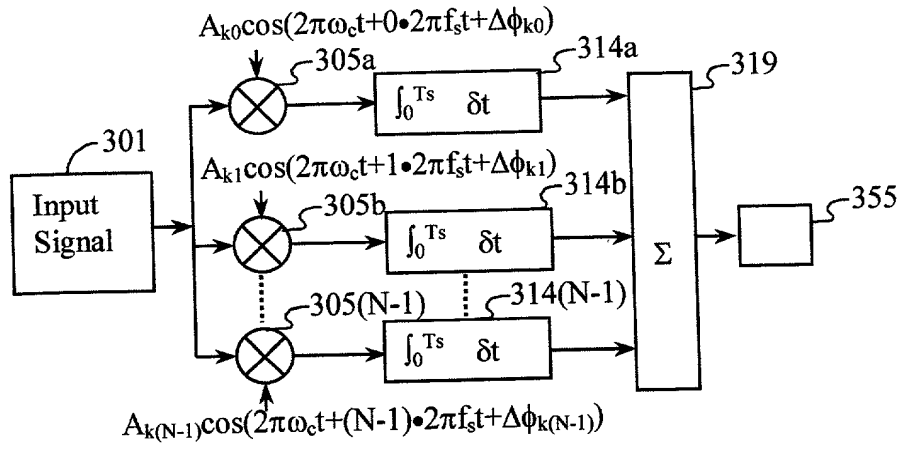 A_{k0}cos(2πω_ct+0•2πf_st+Δϕ_{k0})
305a
314a
319
∫_0^{Ts} δt
301
Input
Signal
A_{k1}cos(2πω_ct+1•2πf_st+Δϕ_{k1})
305b
314b
355
∫_0^{Ts} δt
Σ
305(N-1)
314(N-1)
∫_0^{Ts} δt
A_{k(N-1)}cos(2πω_ct+(N-1)•2πf_st+Δϕ_{k(N-1)})